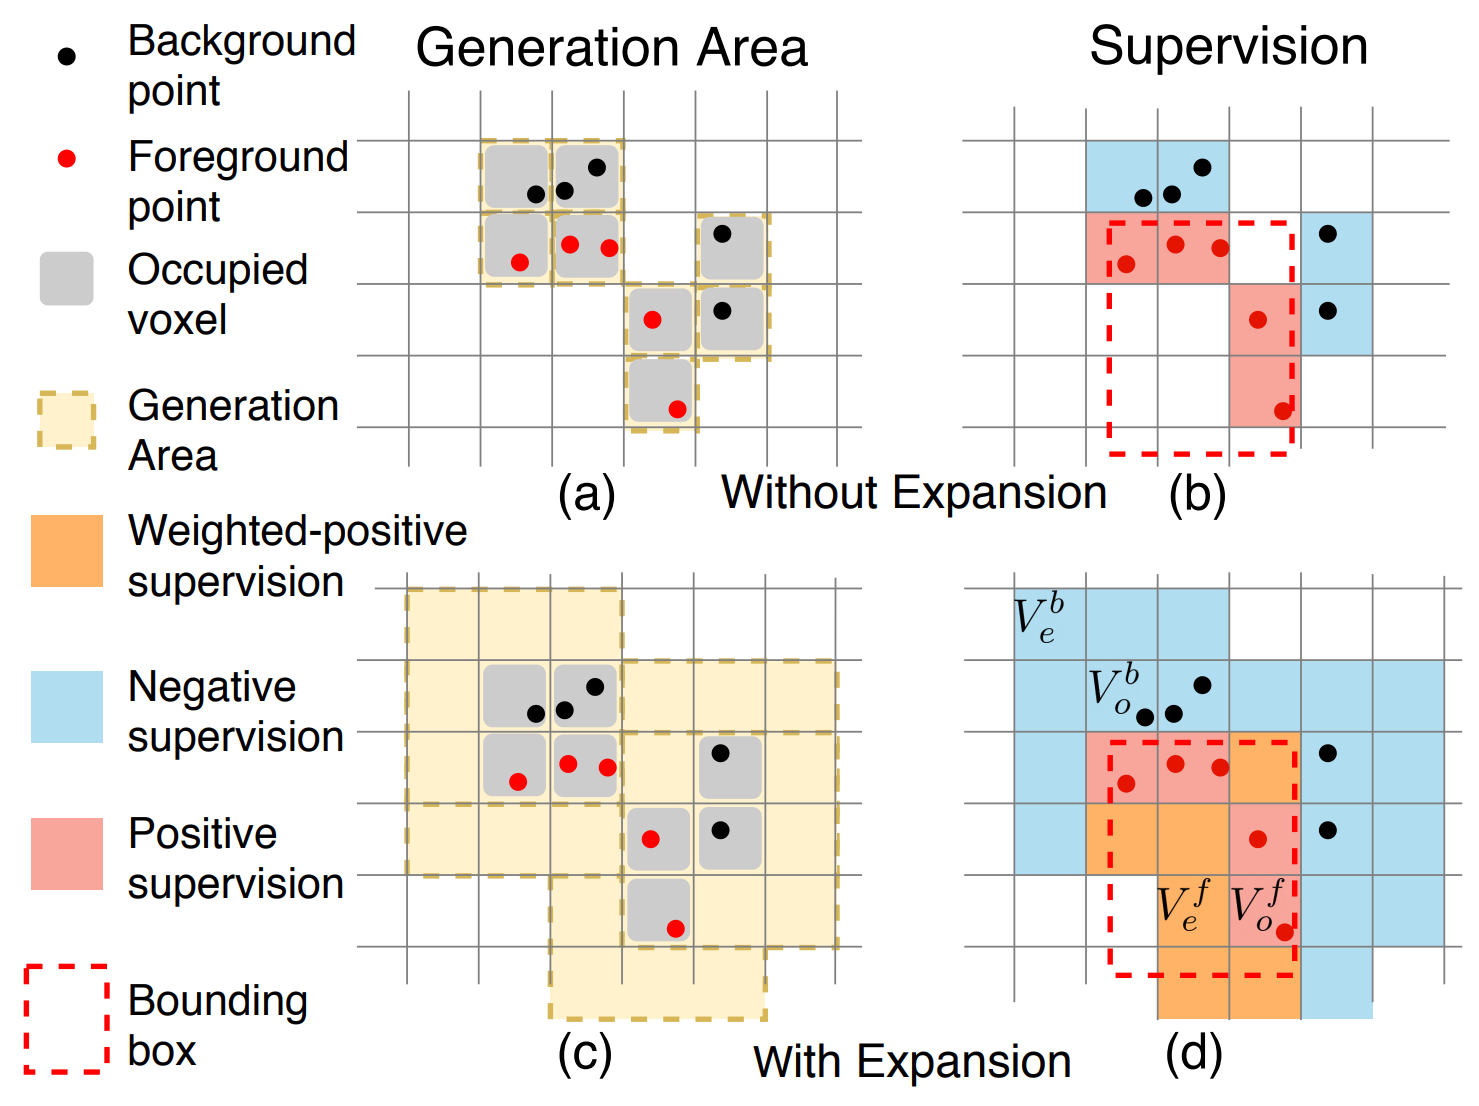 Background
point
Foreground
point
Occupied
voxel
Generation
Area
Weighted-positive
supervision
Negative
supervision
Positive
supervision
Bounding
box
Generation Area
Supervision
(a)
Without Expansion
(b)
V_e^b
V_o^b
V_e^f
V_o^f
(c)
With Expansion
(d)